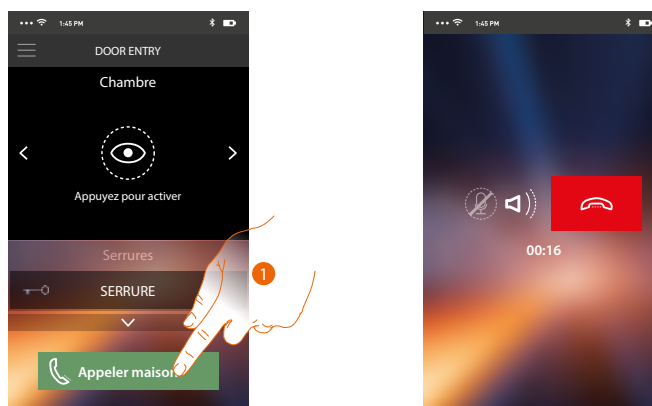 1:45 PM
DOOR ENTRY
Chambre
Appuyez pour activer
Serrures
SERRURE
Appeler maison
1
1:45 PM
00:16